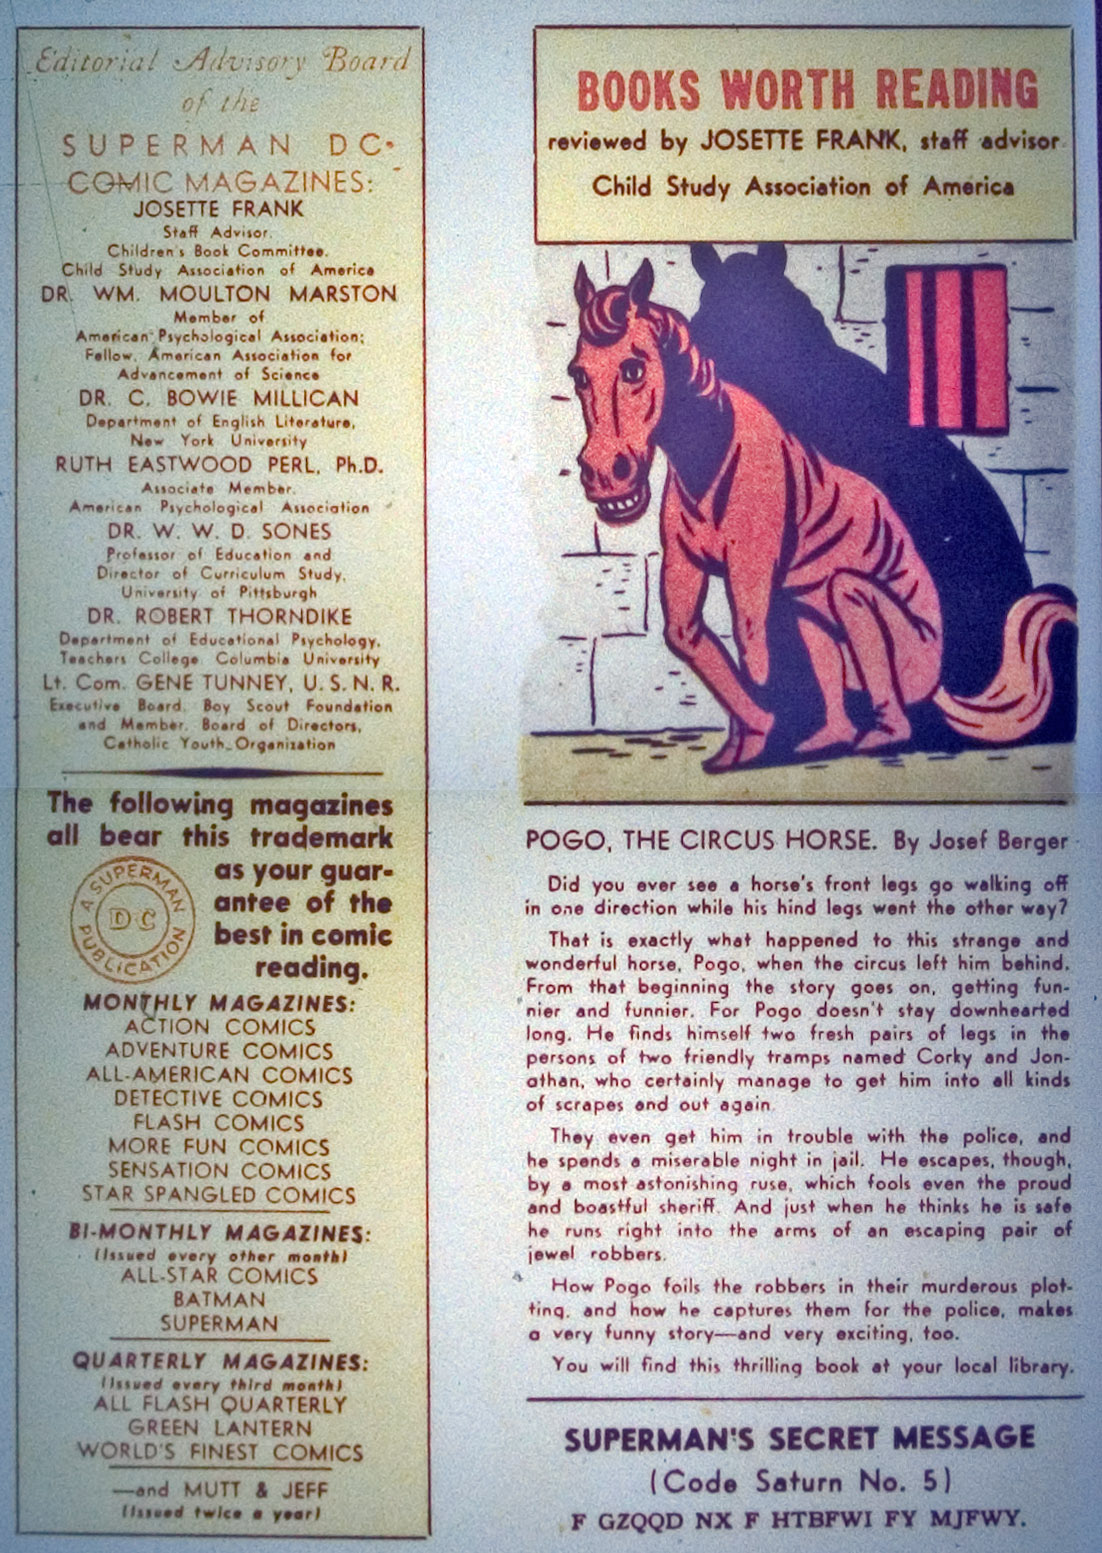 Editorial Advisory Board
of the
SUPERMAN DC
COMIC MAGAZINES:
JOSETTE FRANK
Staff Advisor,
Children's Book Committee,
Child Study Association of America
DR. WM. MOULTON MARSTON
Member of
American Psychological Association;
Fellow, American Association for
Advancement of Science
DR. C. BOWIE MILLICAN
Department of English Literature,
New York University
RUTH EASTWOOD PERL, Ph.D.
Associate Member,
American Psychological Association
DR. W. W. D. SONES
Professor of Education and
Director of Curriculum Study,
University of Pittsburgh
DR. ROBERT THORNDIKE
Department of Educational Psychology,
Teachers College Columbia University
Lt. Com. GENE TUNNEY, U. S. N. R.
Executive Board, Boy Scout Foundation
and Member, Board of Directors,
Catholic Youth Organization
The following magazines
all bear this trademark
as your guar-
antee of the
best in comic
reading.
A SUPERMAN DC PUBLICATION
MONTHLY MAGAZINES:
ACTION COMICS
ADVENTURE COMICS
ALL-AMERICAN COMICS
DETECTIVE COMICS
FLASH COMICS
MORE FUN COMICS
SENSATION COMICS
STAR SPANGLED COMICS
BI-MONTHLY MAGAZINES:
(Issued every other month)
ALL-STAR COMICS
BATMAN
SUPERMAN
QUARTERLY MAGAZINES:
(Issued every third month)
ALL FLASH QUARTERLY
GREEN LANTERN
WORLD'S FINEST COMICS
—and MUTT & JEFF
(Issued twice a year)
BOOKS WORTH READING
reviewed by JOSETTE FRANK, staff advisor
Child Study Association of America
POGO, THE CIRCUS HORSE. By Josef Berger
Did you ever see a horse's front legs go walking off
in one direction while his hind legs went the other way?
That is exactly what happened to this strange and
wonderful horse, Pogo, when the circus left him behind.
From that beginning the story goes on, getting fun-
nier and funnier. For Pogo doesn't stay downhearted
long. He finds himself two fresh pairs of legs in the
persons of two friendly tramps named Corky and Jon-
athan, who certainly manage to get him into all kinds
of scrapes and out again.
They even get him in trouble with the police, and
he spends a miserable night in jail. He escapes, though,
by a most astonishing ruse, which fools even the proud
and boastful sheriff. And just when he thinks he is safe
he runs right into the arms of an escaping pair of
jewel robbers.
How Pogo foils the robbers in their murderous plot-
ting, and how he captures them for the police, makes
a very funny story—and very exciting, too.
You will find this thrilling book at your local library.
SUPERMAN'S SECRET MESSAGE
(Code Saturn No. 5)
F GZQQD NX F HTBFWI FY MJFWY.